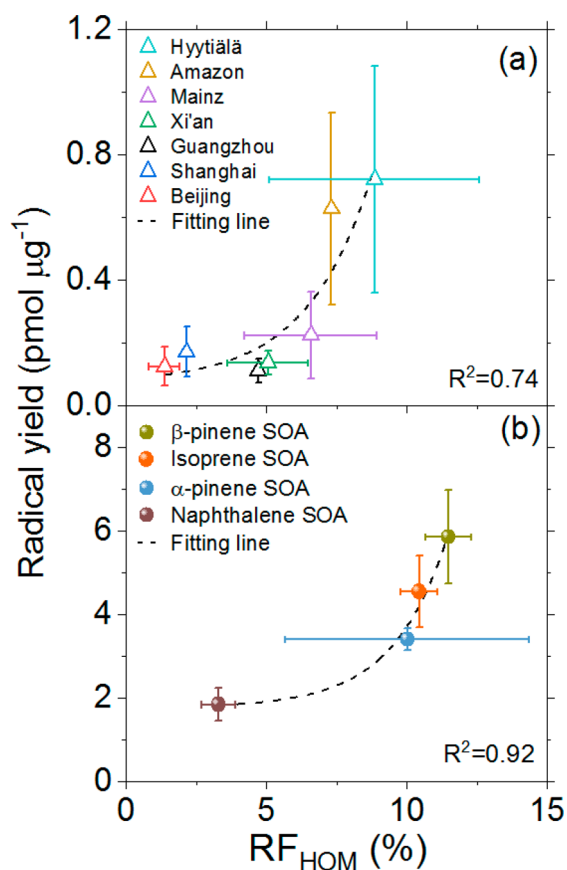 Radical yield (pmol μg⁻¹)
1.2
0.8
0.4
0.0
(a)
Hyytiälä
Amazon
Mainz
Xi'an
Guangzhou
Shanghai
Beijing
Fitting line
R²=0.74
8
6
4
2
0
(b)
β-pinene SOA
Isoprene SOA
α-pinene SOA
Naphthalene SOA
Fitting line
R²=0.92
0 5 10 15
RF_HOM (%)